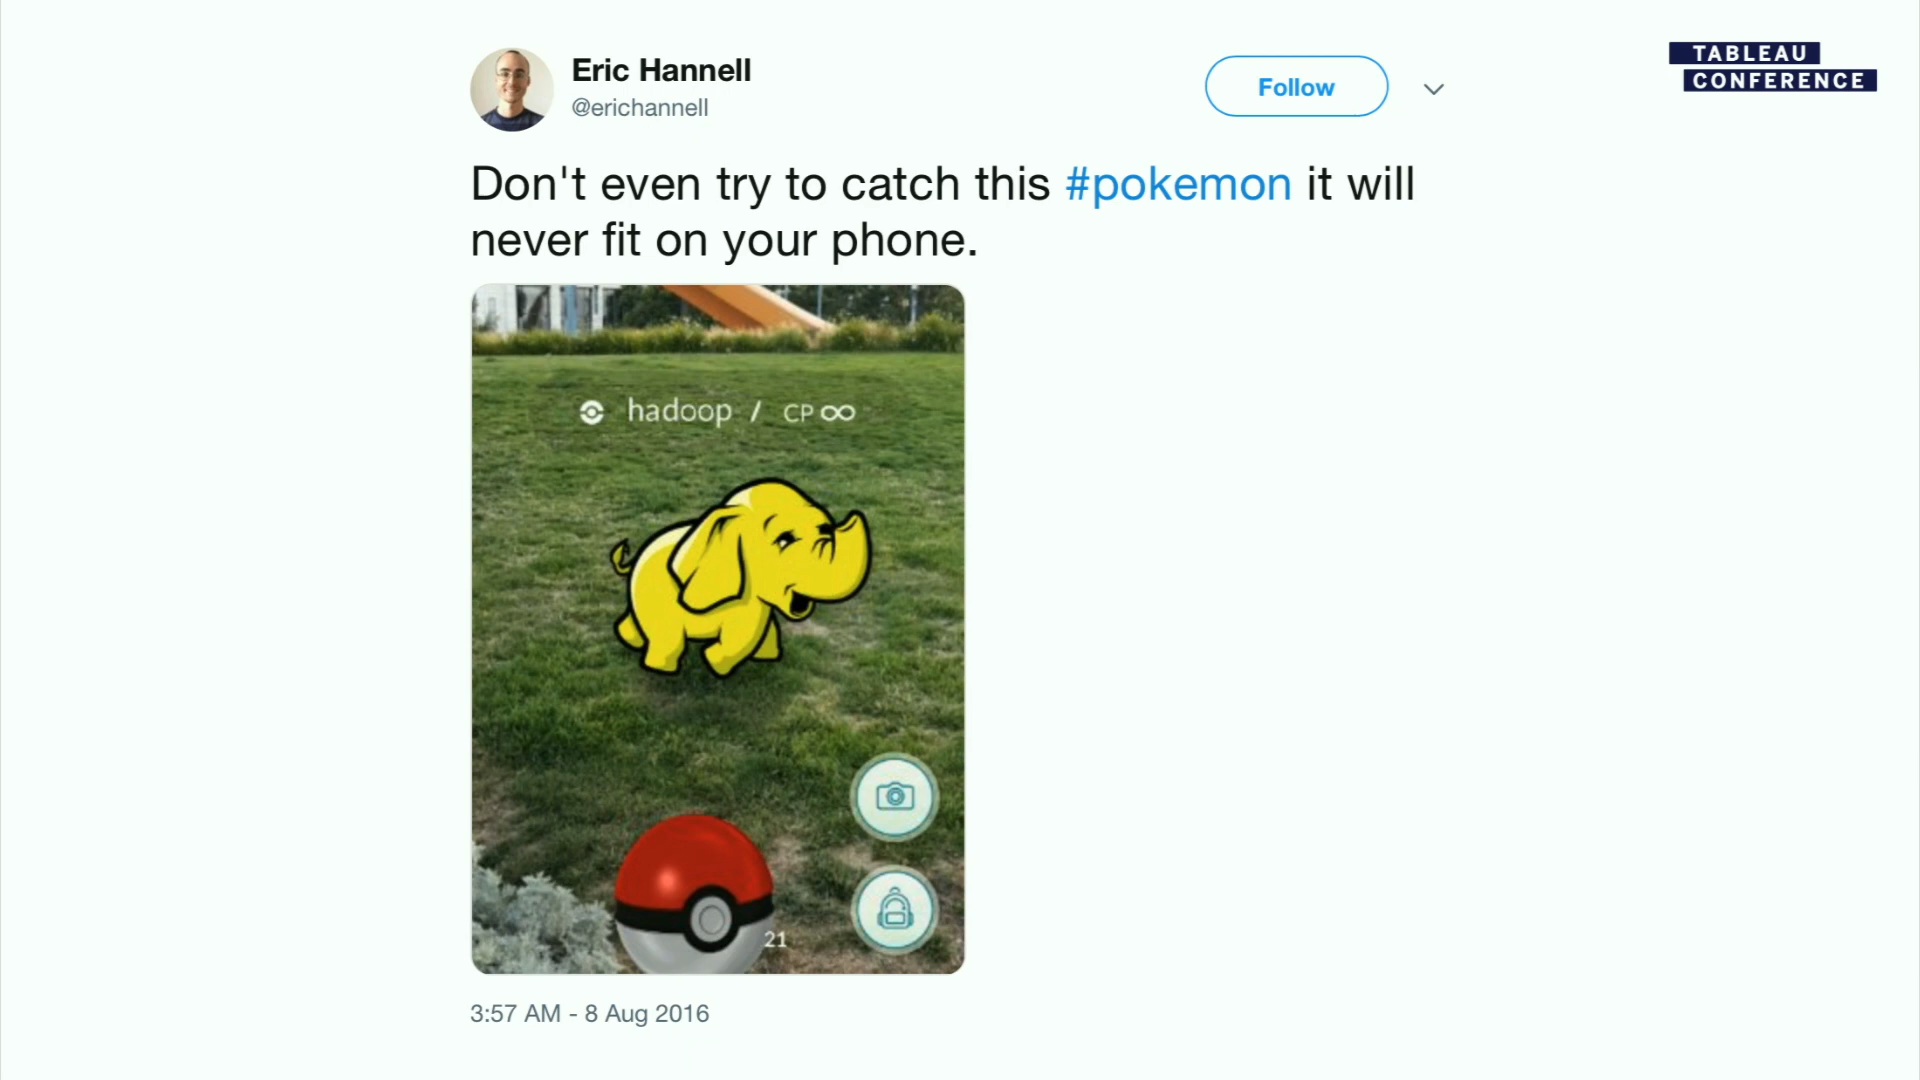 Eric Hannell
@erichannell
Follow
TABLEAU
CONFERENCE
Don't even try to catch this #pokemon it will
never fit on your phone.
hadoop / CP ∞
21
3:57 AM - 8 Aug 2016